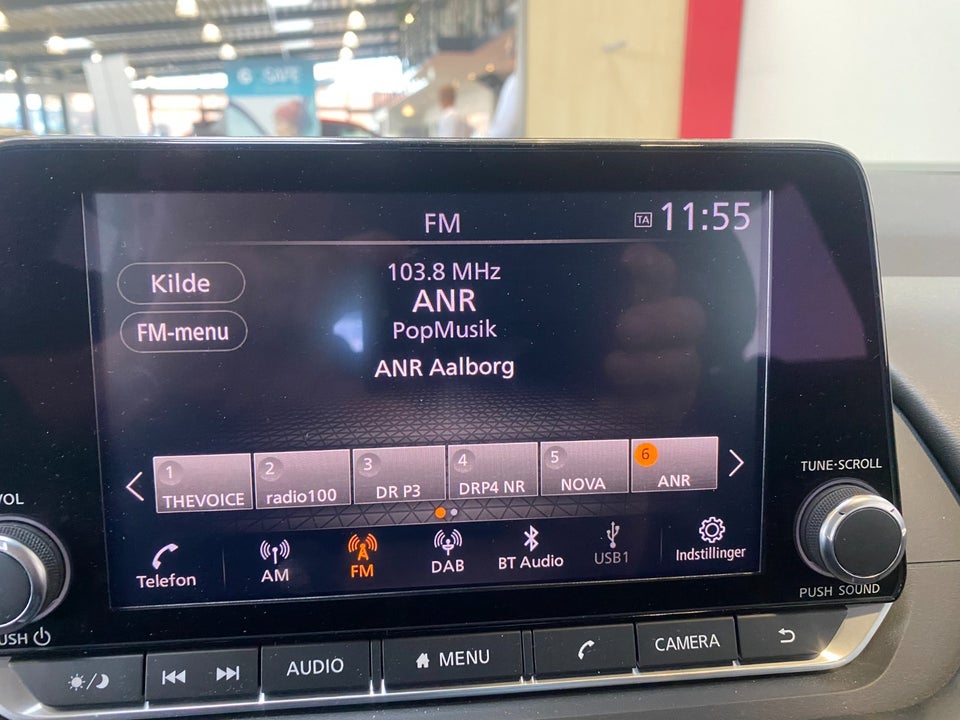 FM
TA 11:55
Kilde
FM-menu
103.8 MHz
ANR
PopMusik
ANR Aalborg
1 THEVOICE
2 radio100
3 DR P3
4 DRP4 NR
5 NOVA
6 ANR
Telefon
AM
FM
DAB
BT Audio
USB1
Indstillinger
VOL
USH
TUNE·SCROLL
PUSH SOUND
AUDIO
MENU
CAMERA